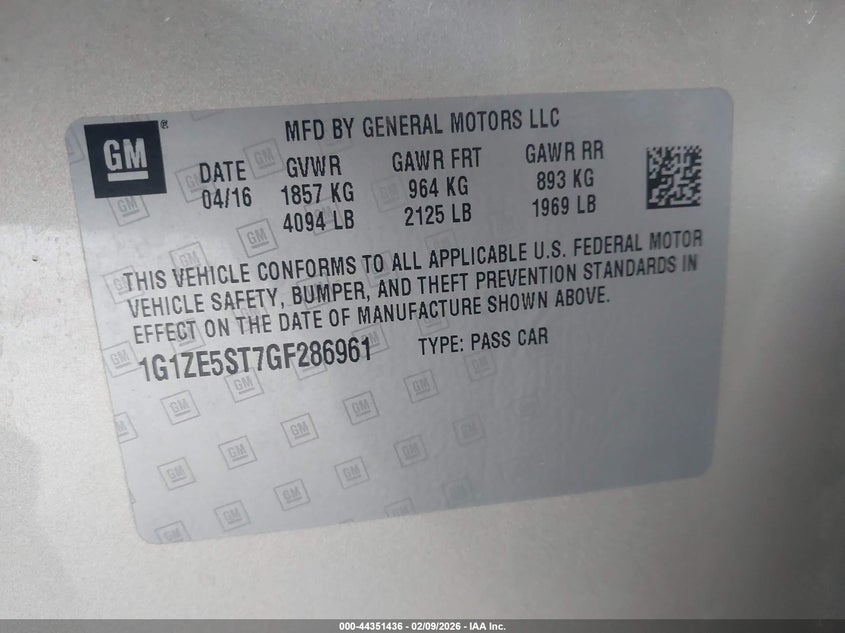 GM ®
MFD BY GENERAL MOTORS LLC
DATE GVWR GAWR FRT GAWR RR
04/16 1857 KG 964 KG 893 KG
4094 LB 2125 LB 1969 LB
THIS VEHICLE CONFORMS TO ALL APPLICABLE U.S. FEDERAL MOTOR
VEHICLE SAFETY, BUMPER, AND THEFT PREVENTION STANDARDS IN
EFFECT ON THE DATE OF MANUFACTURE SHOWN ABOVE.
1G1ZE5ST7GF286961 TYPE: PASS CAR
000-44351436 - 02/09/2026 - IAA Inc.